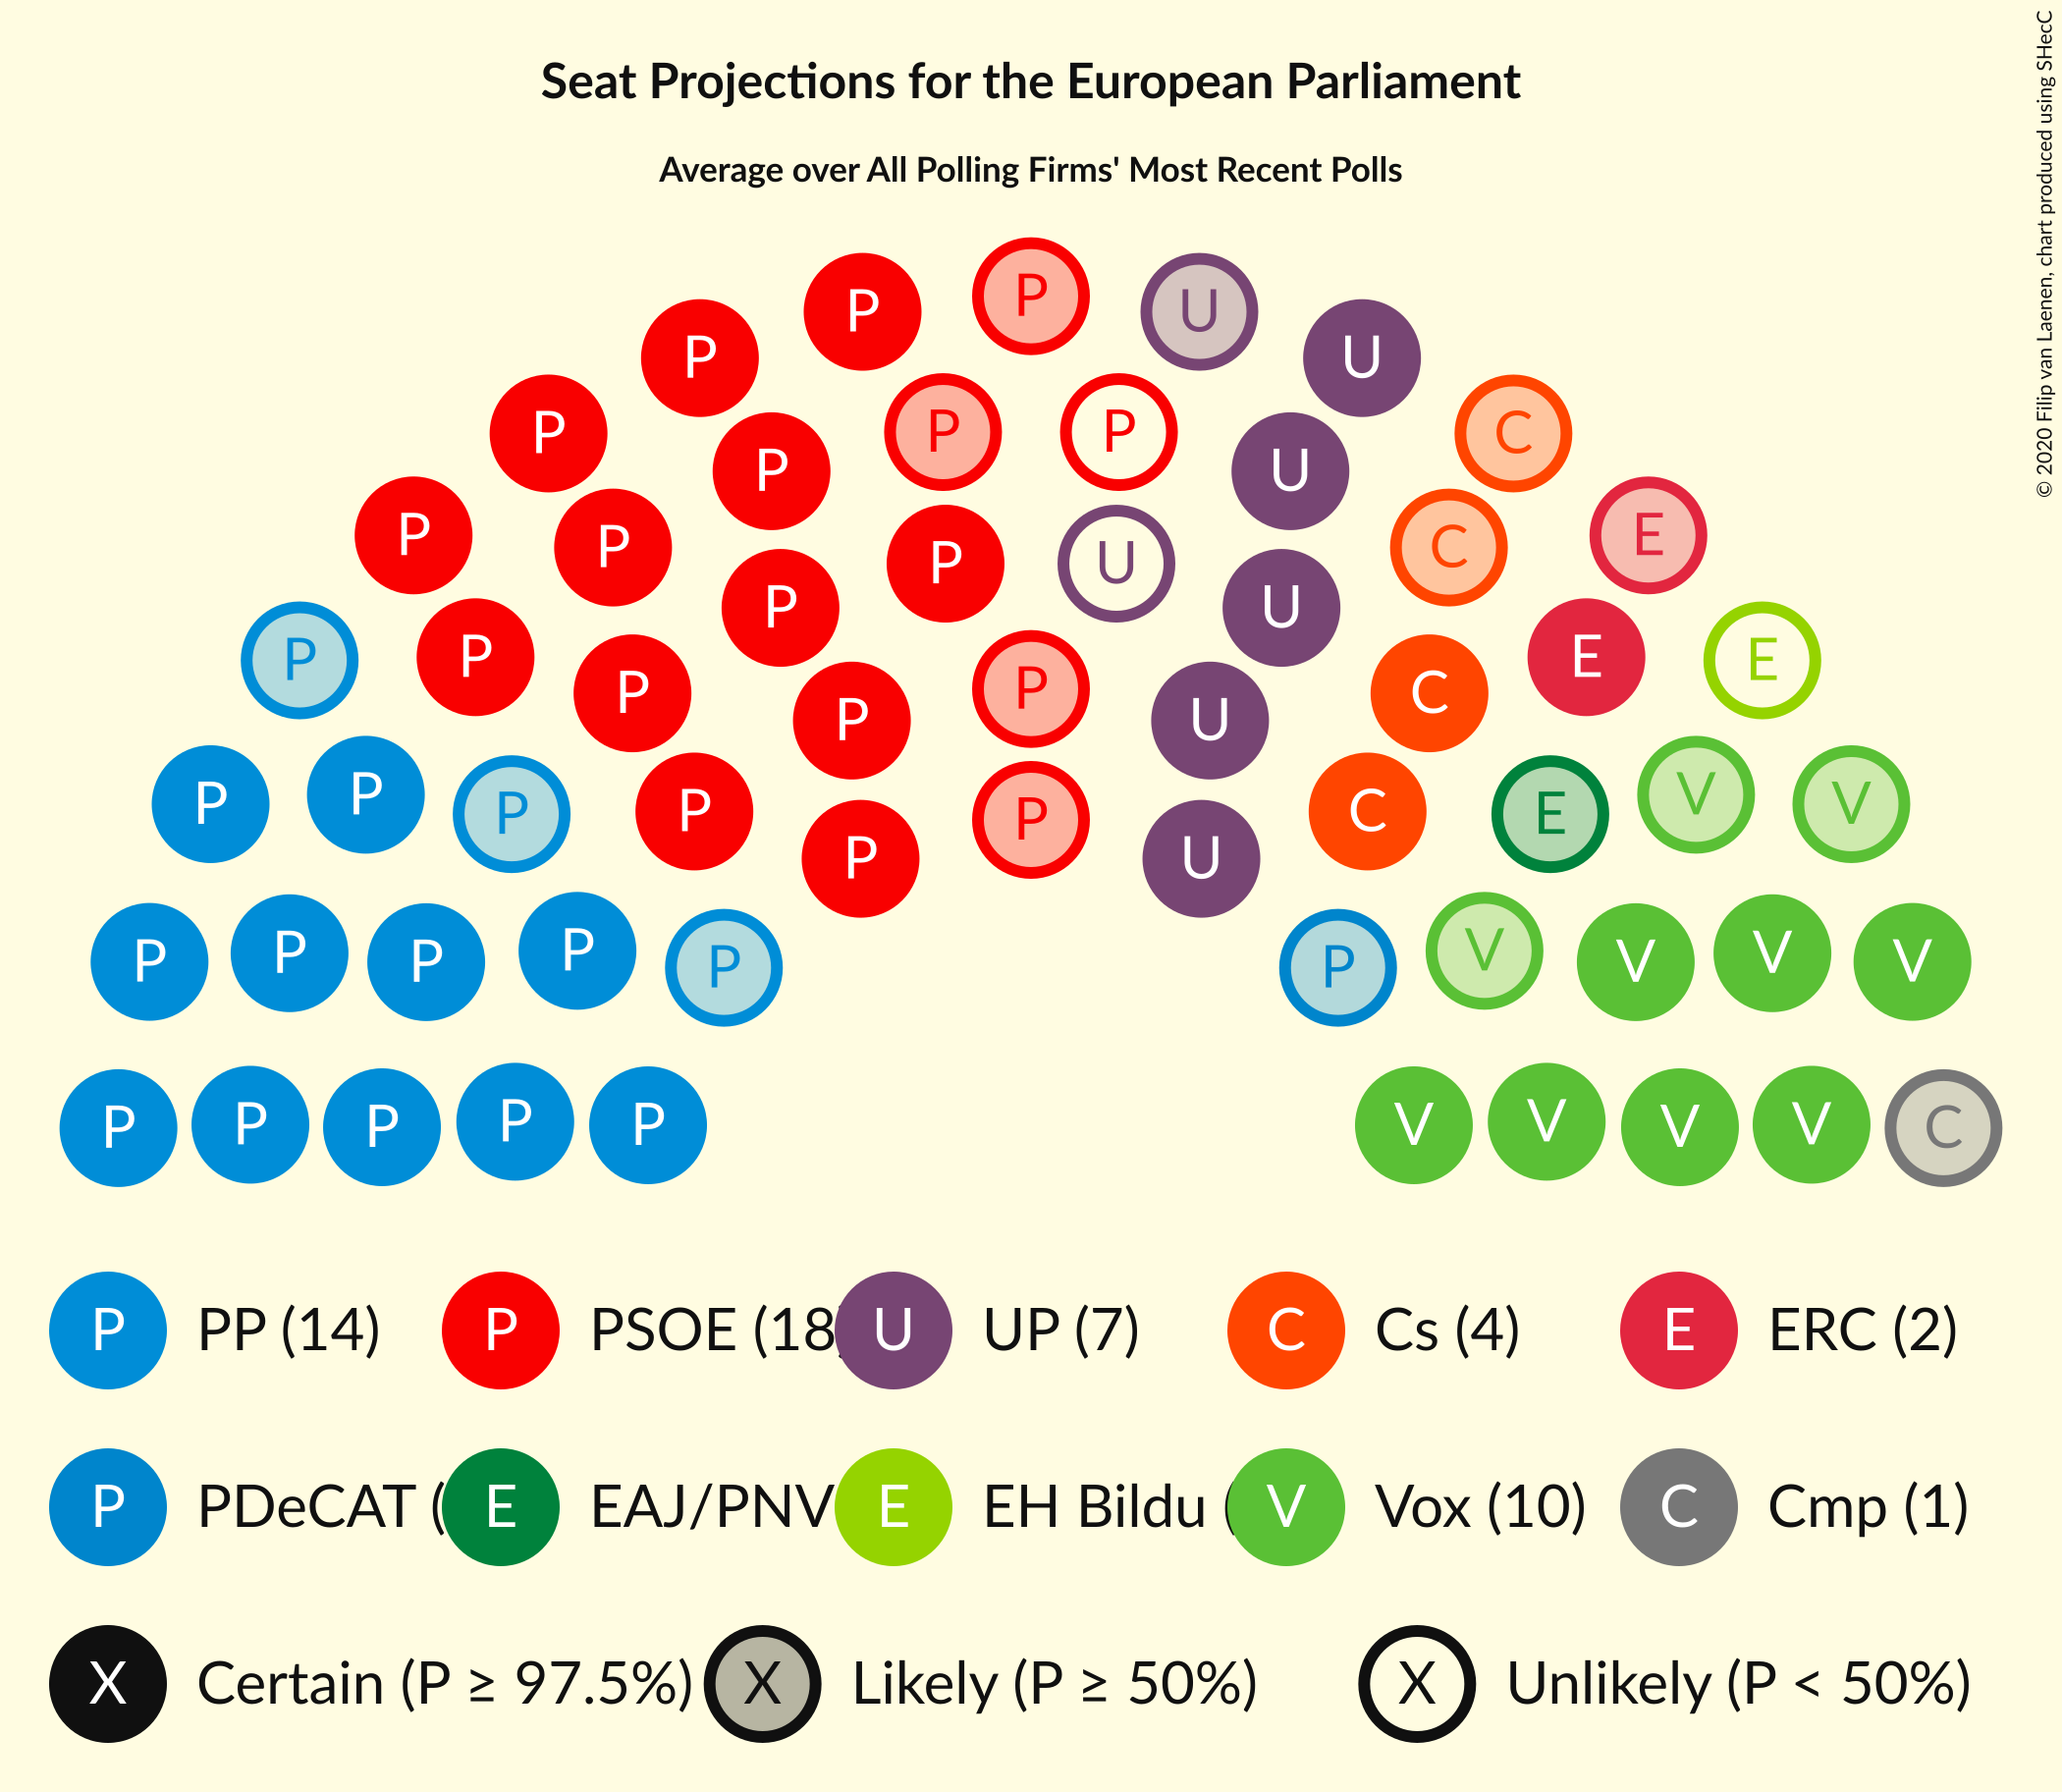 Seat Projections for the European Parliament
Average over All Polling Firms' Most Recent Polls
© 2020 Filip van Laenen, chart produced using SHecC
P
P U
P U
P P P C
P U
P E
P P U C
P U
P P E E
P P C
P U
P P V V
P P P C E
P U
P P P P P P V V V V
P P P P P V V V V C
P PP (14) P PSOE (18 U UP (7) C Cs (4) E ERC (2)
P PDeCAT ( E EAJ/PNV E EH Bildu ( V Vox (10) C Cmp (1)
X Certain (P ≥ 97.5%) X Likely (P ≥ 50%) X Unlikely (P < 50%)